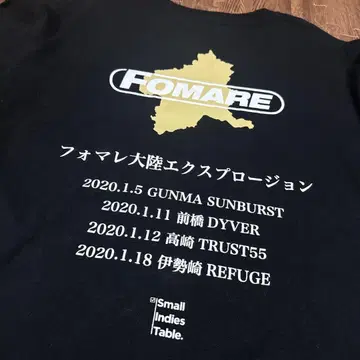 FOMARE
フォマレ大陸エクスプロージョン
2020.1.5 GUNMA SUNBURST
2020.1.11 前橋 DYVER
2020.1.12 高崎 TRUST55
2020.1.18 伊勢崎 REFUGE
Small
Indies
Table.